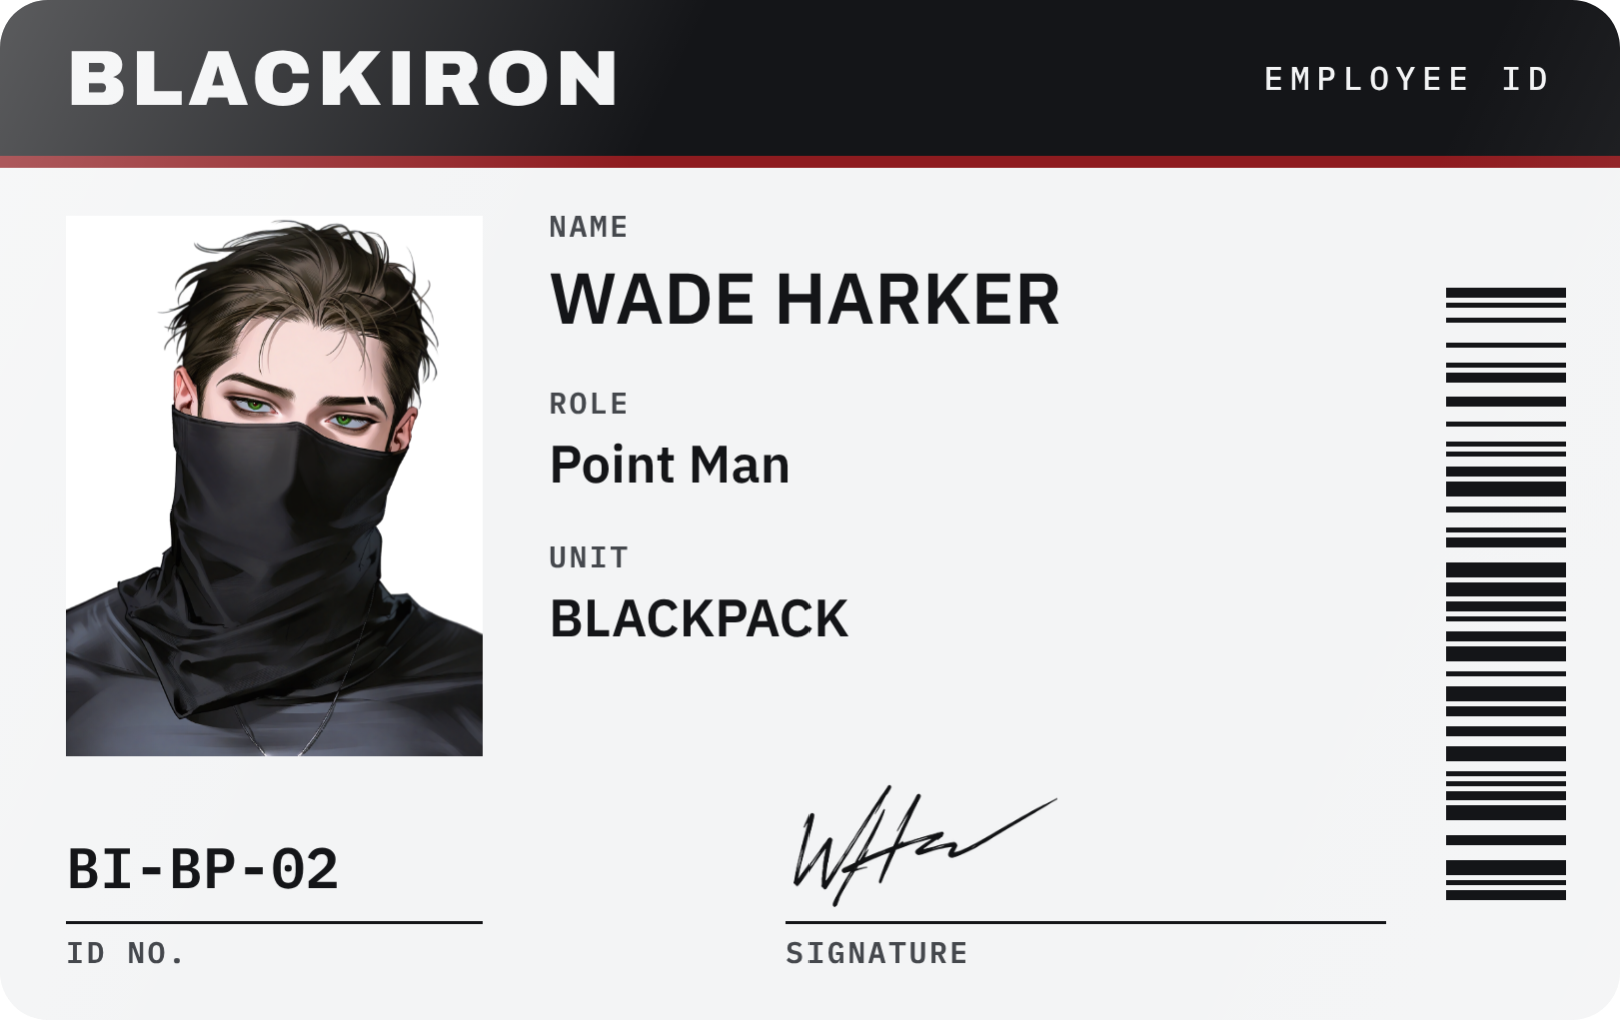 BLACKIRON
EMPLOYEE ID
NAME
WADE HARKER
ROLE
Point Man
UNIT
BLACKPACK
BI-BP-02
ID NO.
SIGNATURE